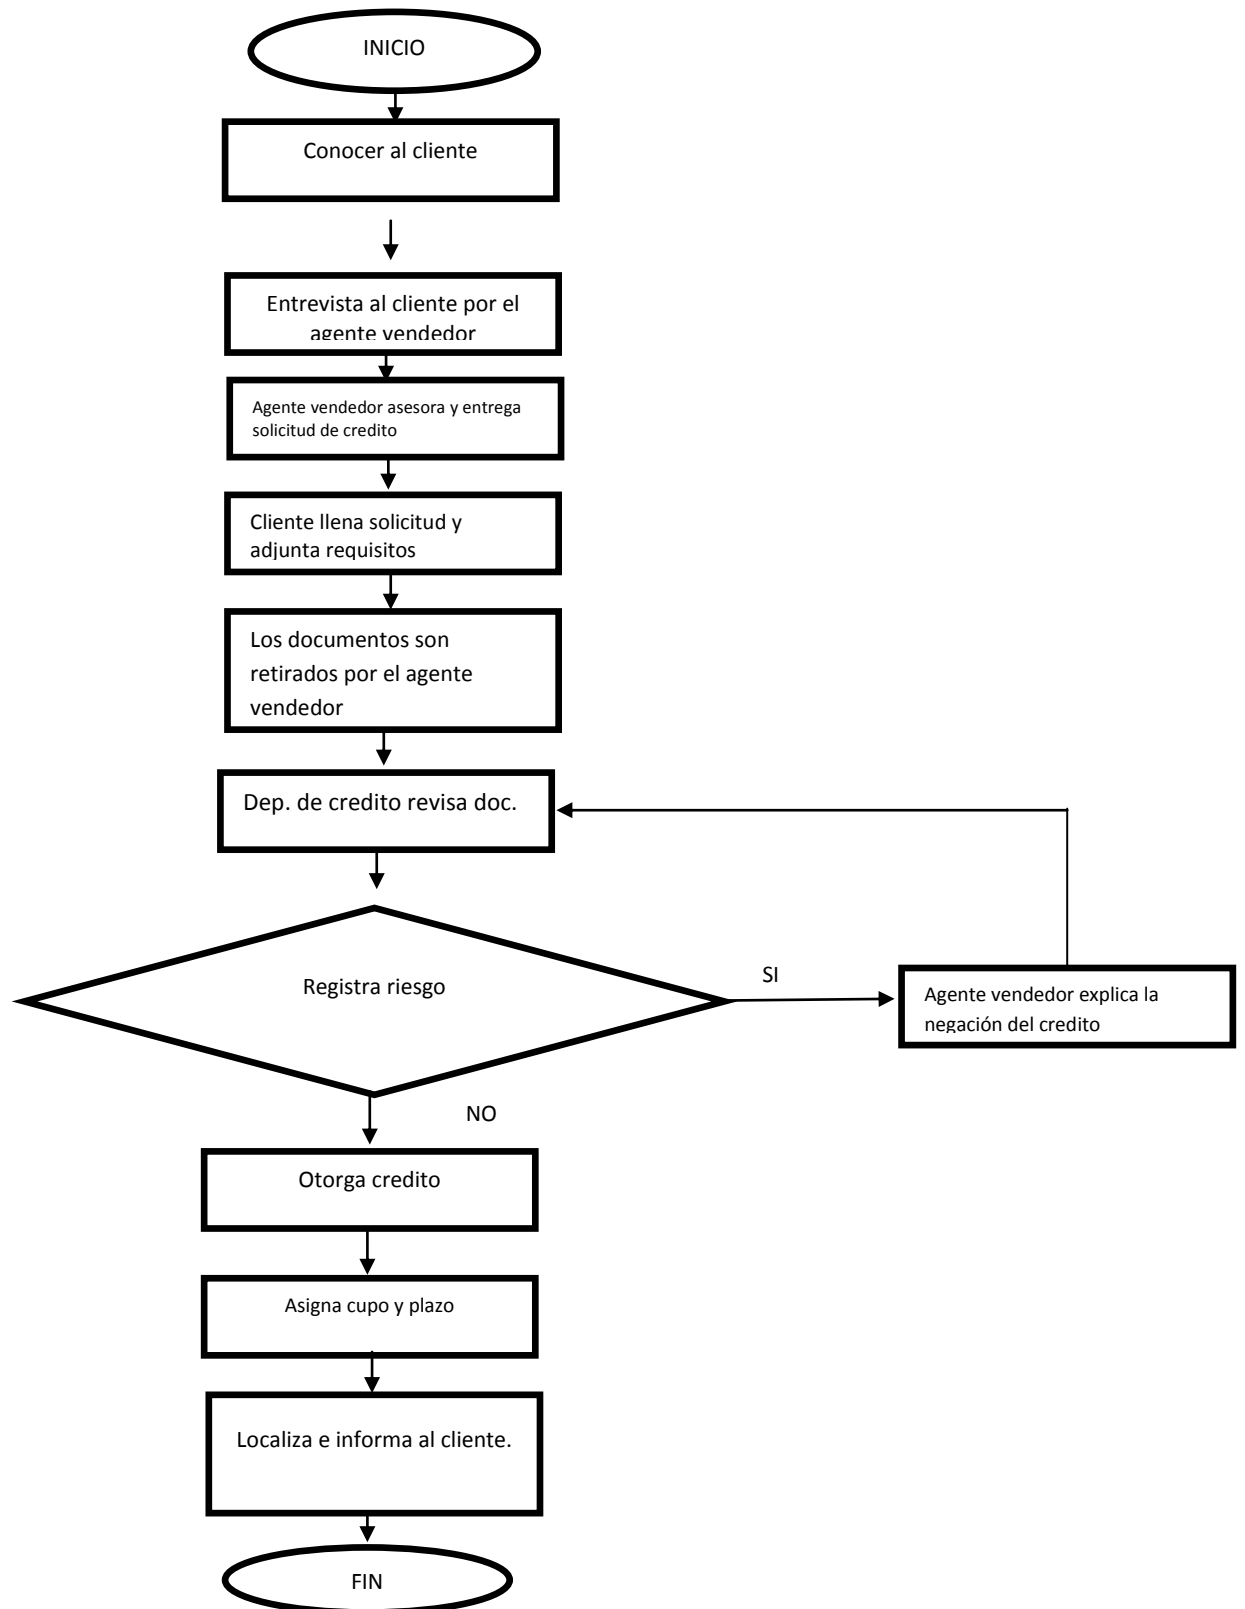 INICIO
Conocer al cliente
Entrevista al cliente por el
agente vendedor
Agente vendedor asesora y entrega
solicitud de credito
Cliente llena solicitud y
adjunta requisitos
Los documentos son
retirados por el agente
vendedor
Dep. de credito revisa doc.
Registra riesgo
SI
Agente vendedor explica la
negación del credito
NO
Otorga credito
Asigna cupo y plazo
Localiza e informa al cliente.
FIN